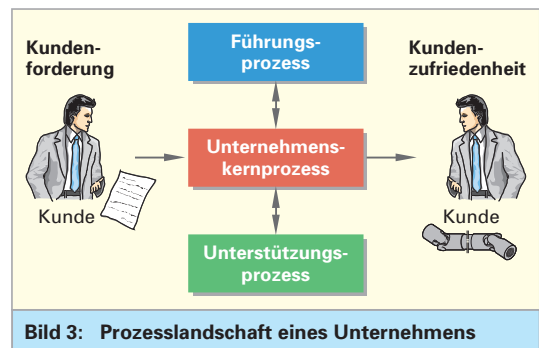 Kunden-
forderung
Führungs-
prozess
Kunden-
zufriedenheit
Unternehmens-
kernprozess
Kunde
Kunde
Unterstützungs-
prozess
Bild 3: Prozesslandschaft eines Unternehmens